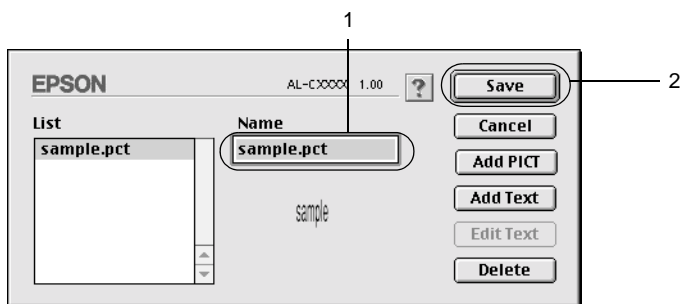 1
EPSON
AL-CXXXX 1.00
?
Save
2
List
Name
Cancel
sample.pct
sample.pct
Add PICT
sample
Add Text
Edit Text
Delete